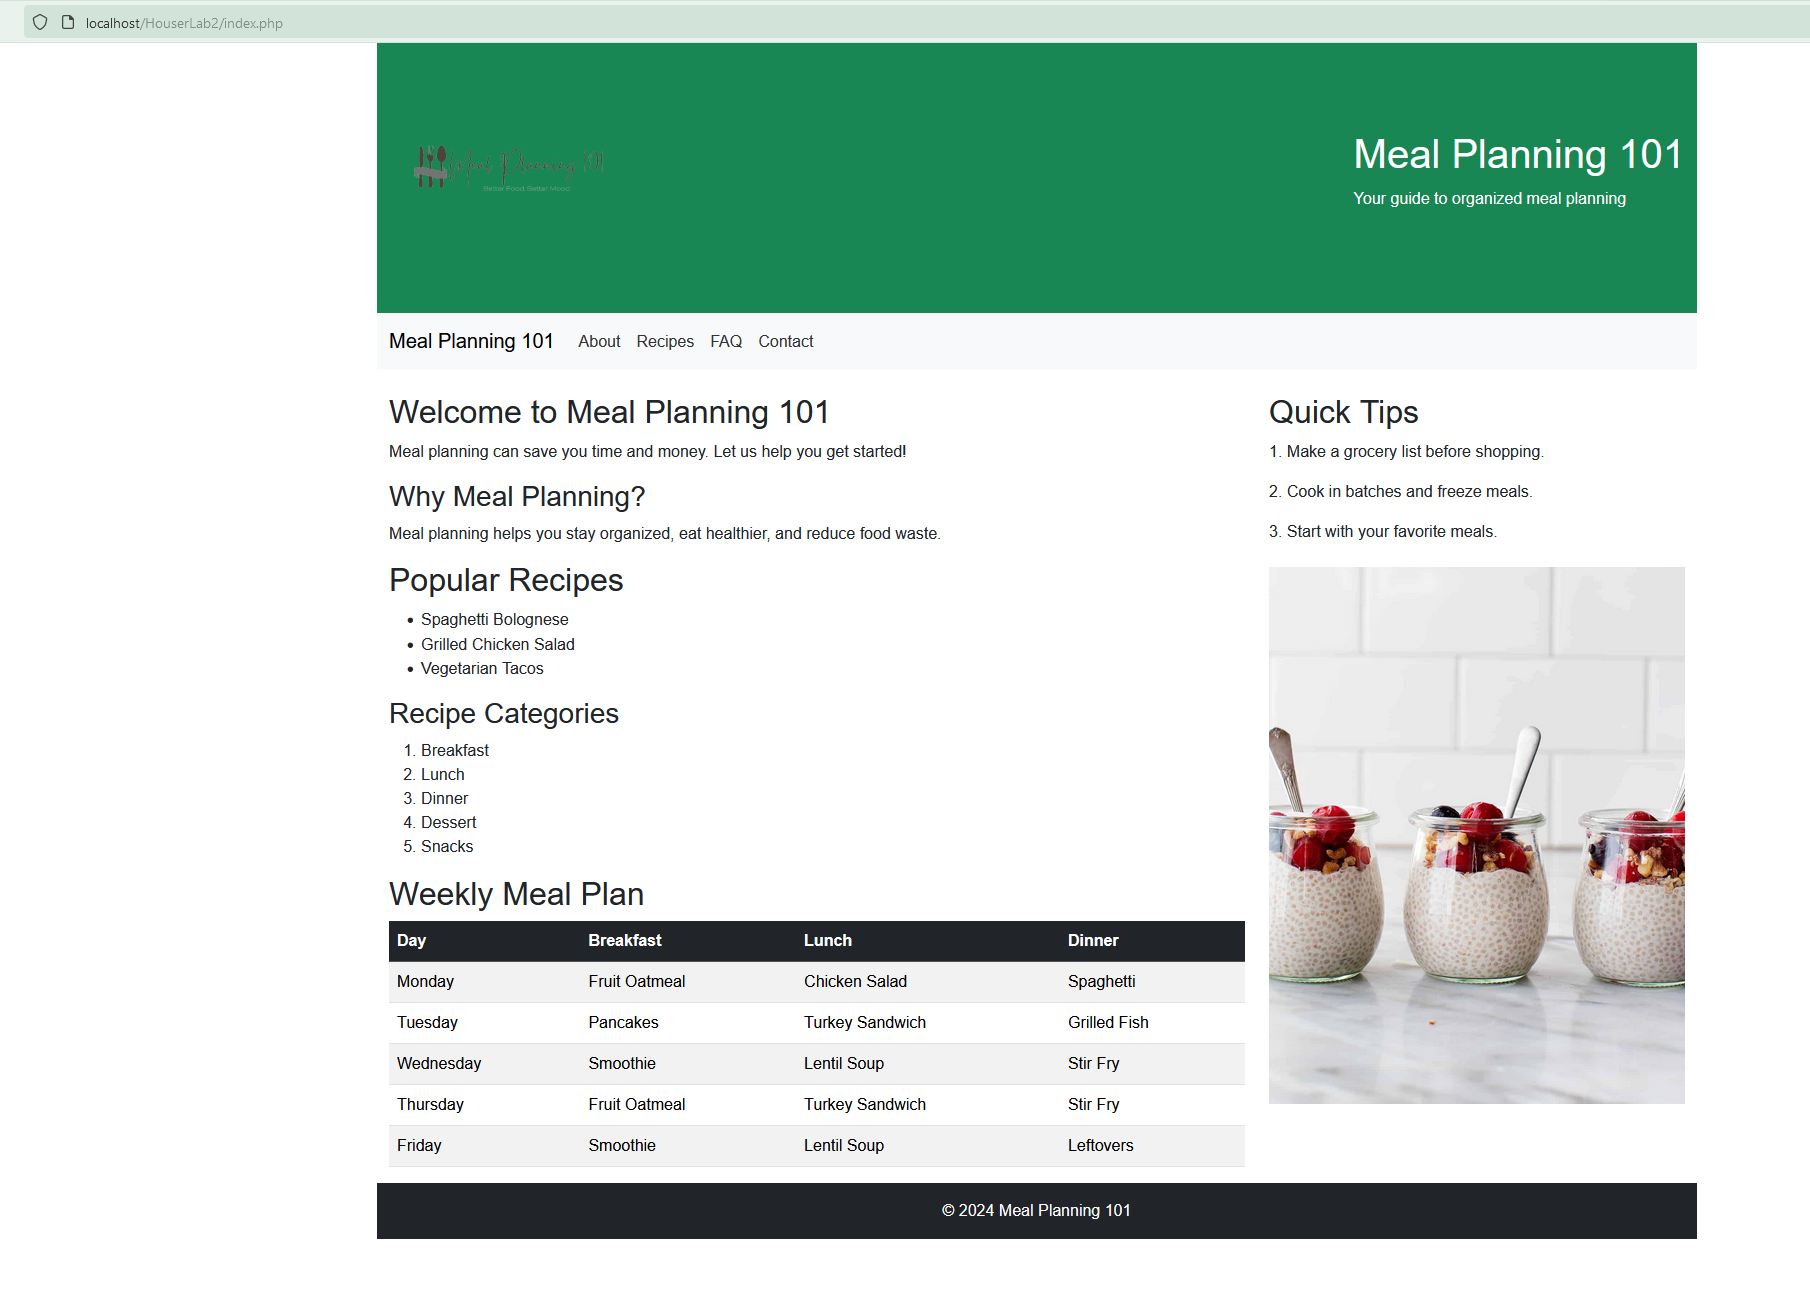 localhost/HouserLab2/index.php
Meal Planning 101
Better Food Better Mood
Meal Planning 101
Your guide to organized meal planning
Meal Planning 101 About Recipes FAQ Contact
Welcome to Meal Planning 101
Meal planning can save you time and money. Let us help you get started!
Why Meal Planning?
Meal planning helps you stay organized, eat healthier, and reduce food waste.
Popular Recipes
• Spaghetti Bolognese
• Grilled Chicken Salad
• Vegetarian Tacos
Recipe Categories
1. Breakfast
2. Lunch
3. Dinner
4. Dessert
5. Snacks
Weekly Meal Plan
Day Breakfast Lunch Dinner
Monday Fruit Oatmeal Chicken Salad Spaghetti
Tuesday Pancakes Turkey Sandwich Grilled Fish
Wednesday Smoothie Lentil Soup Stir Fry
Thursday Fruit Oatmeal Turkey Sandwich Stir Fry
Friday Smoothie Lentil Soup Leftovers
Quick Tips
1. Make a grocery list before shopping.
2. Cook in batches and freeze meals.
3. Start with your favorite meals.
© 2024 Meal Planning 101